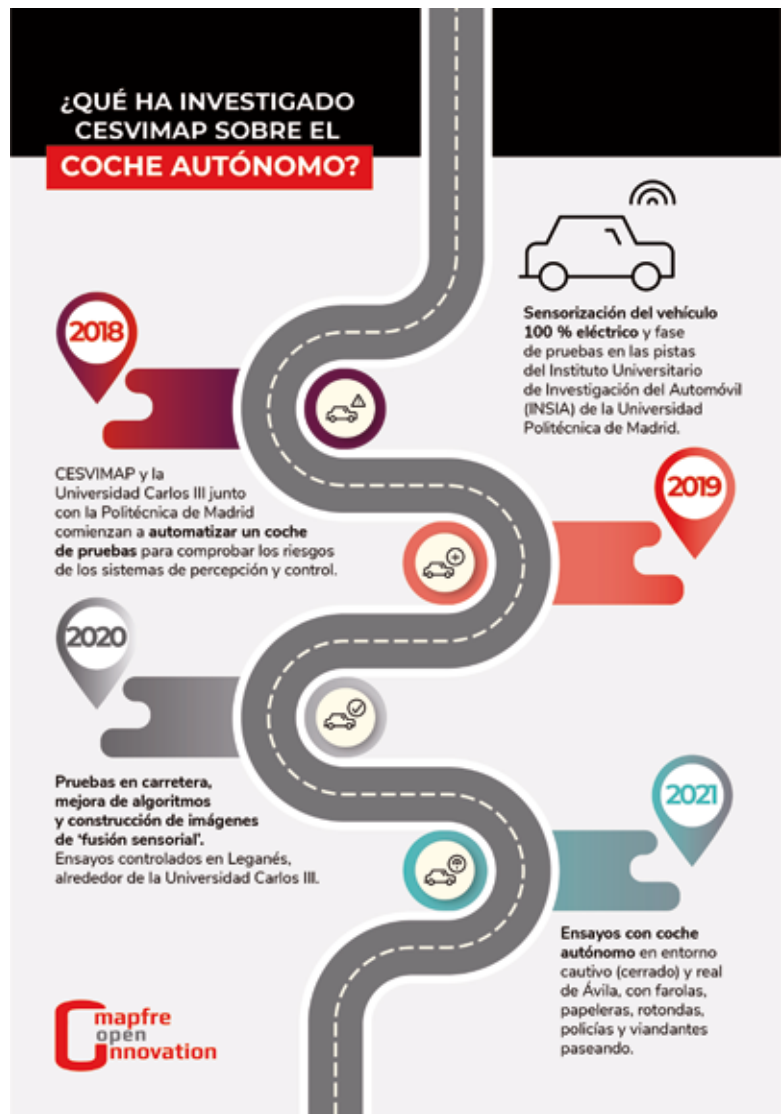 ¿QUÉ HA INVESTIGADO
CESVIMAP SOBRE EL
COCHE AUTÓNOMO?
2018
CESVIMAP y la
Universidad Carlos III junto
con la Politécnica de Madrid
comienzan a automatizar un coche
de pruebas para comprobar los riesgos
de los sistemas de percepción y control.
Sensorización del vehículo
100 % eléctrico y fase
de pruebas en las pistas
del Instituto Universitario
de Investigación del Automóvil
(INSIA) de la Universidad
Politécnica de Madrid.
2019
2020
Pruebas en carretera,
mejora de algoritmos
y construcción de imágenes
de ‘fusión sensorial’.
Ensayos controlados en Leganés,
alrededor de la Universidad Carlos III.
2021
Ensayos con coche
autónomo en entorno
cautivo (cerrado) y real
de Ávila, con farolas,
papeleras, rotondas,
policías y viandantes
paseando.
mapfre
open
innovation